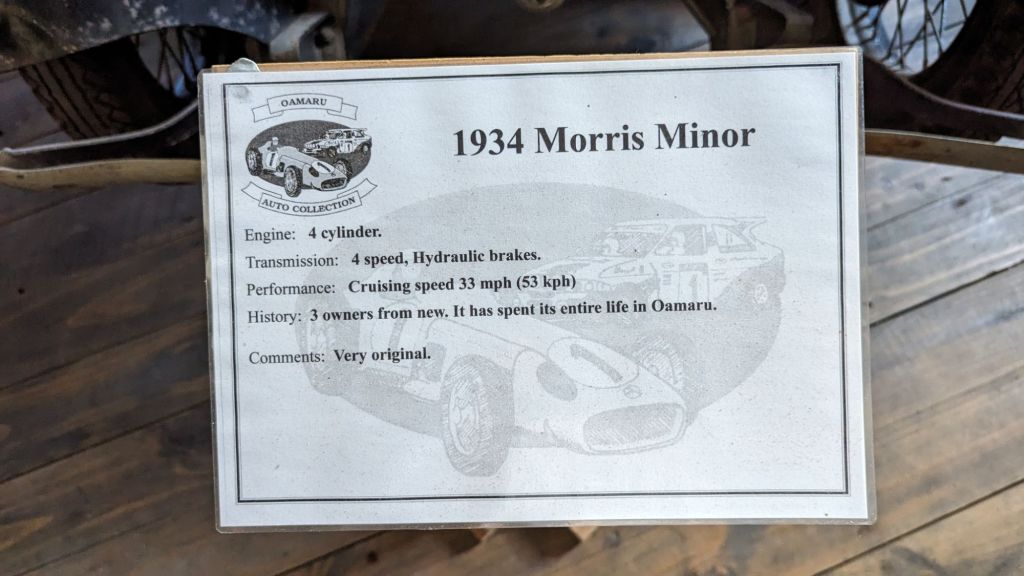 OAMARU
AUTO COLLECTION
1934 Morris Minor
Engine: 4 cylinder.
Transmission: 4 speed, Hydraulic brakes.
Performance: Cruising speed 33 mph (53 kph)
History: 3 owners from new. It has spent its entire life in Oamaru.
Comments: Very original.